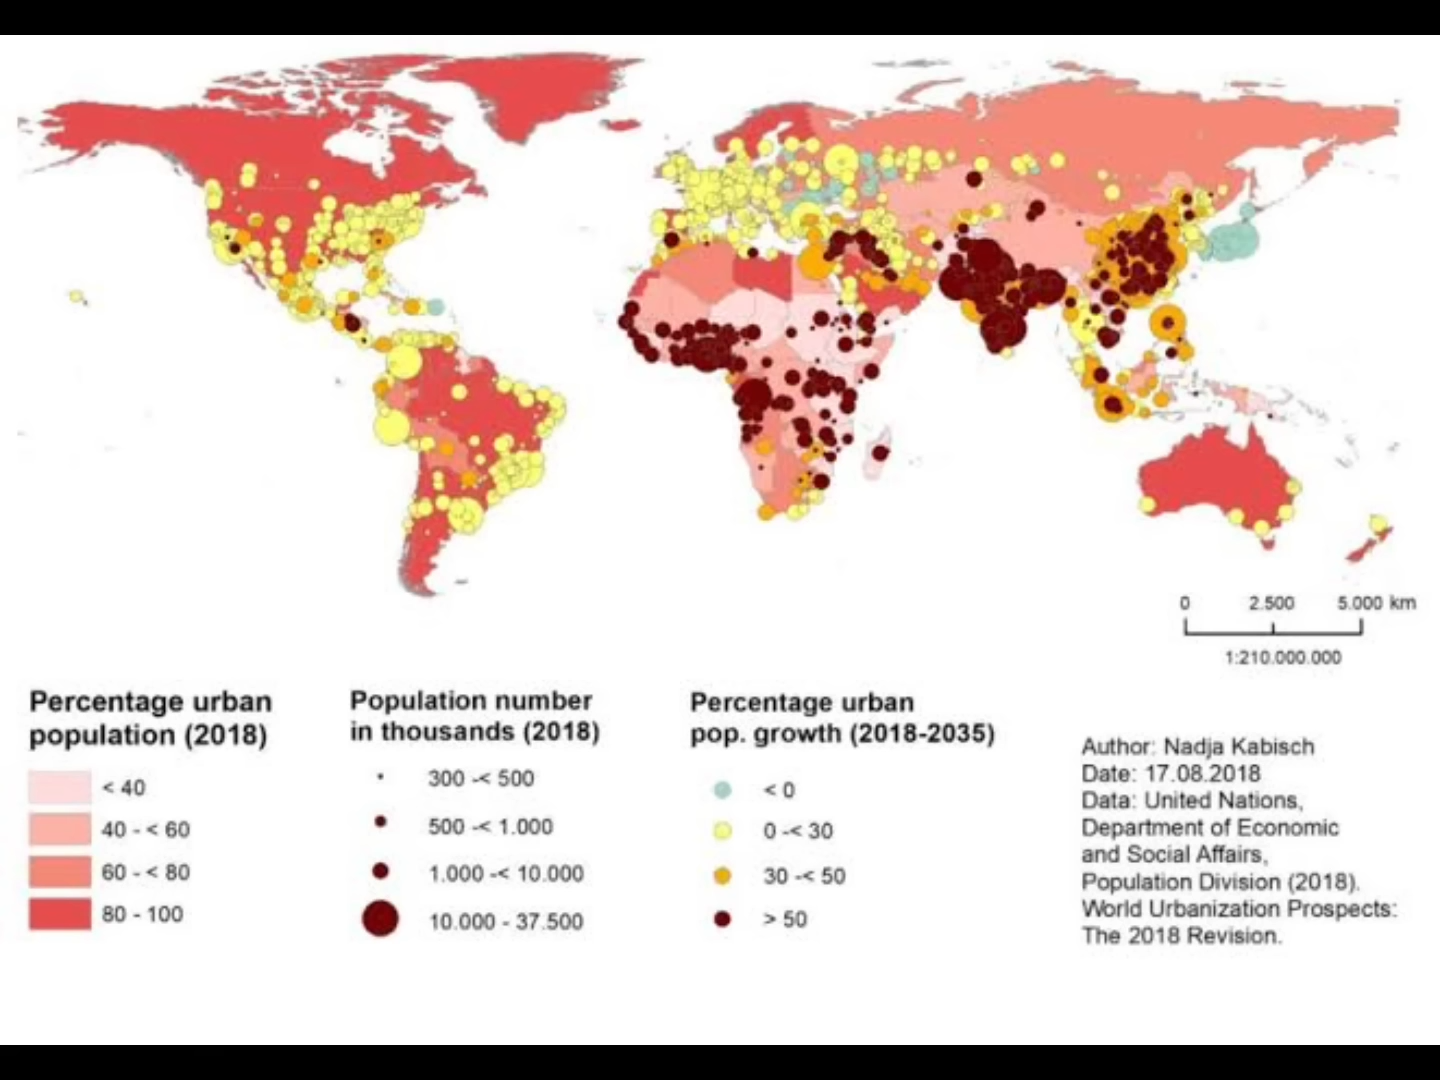 0 2.500 5.000 km
1:210.000.000
Percentage urban
population (2018)
< 40
40 - < 60
60 - < 80
80 - 100
Population number
in thousands (2018)
300 -< 500
500 -< 1.000
1.000 -< 10.000
10.000 - 37.500
Percentage urban
pop. growth (2018-2035)
< 0
0 -< 30
30 -< 50
> 50
Author: Nadja Kabisch
Date: 17.08.2018
Data: United Nations,
Department of Economic
and Social Affairs,
Population Division (2018).
World Urbanization Prospects:
The 2018 Revision.